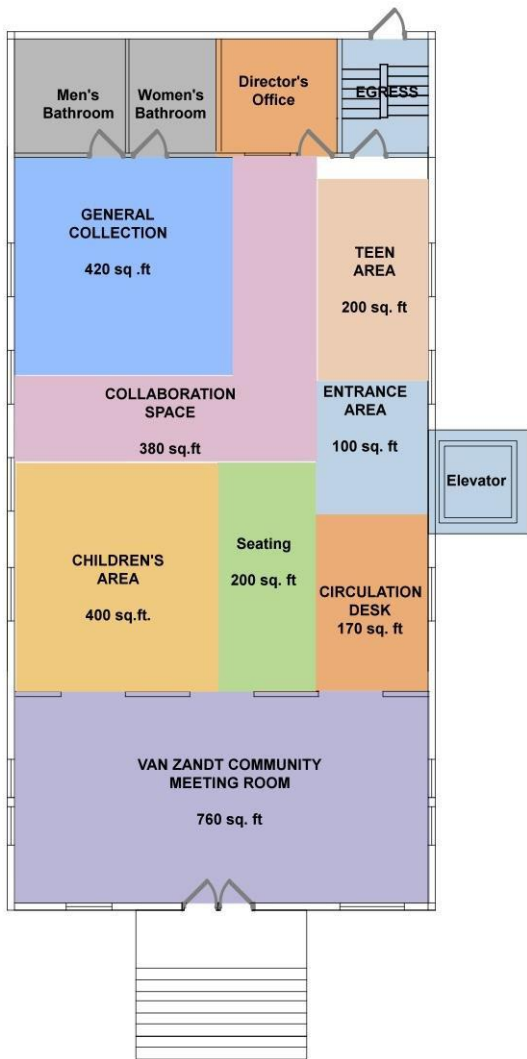 Men's
Bathroom
Women's
Bathroom
Director's
Office
EGRESS
GENERAL
COLLECTION
420 sq .ft
TEEN
AREA
200 sq. ft
COLLABORATION
SPACE
380 sq.ft
ENTRANCE
AREA
100 sq. ft
Elevator
CHILDREN'S
AREA
400 sq.ft.
Seating
200 sq. ft
CIRCULATION
DESK
170 sq. ft
VAN ZANDT COMMUNITY
MEETING ROOM
760 sq. ft